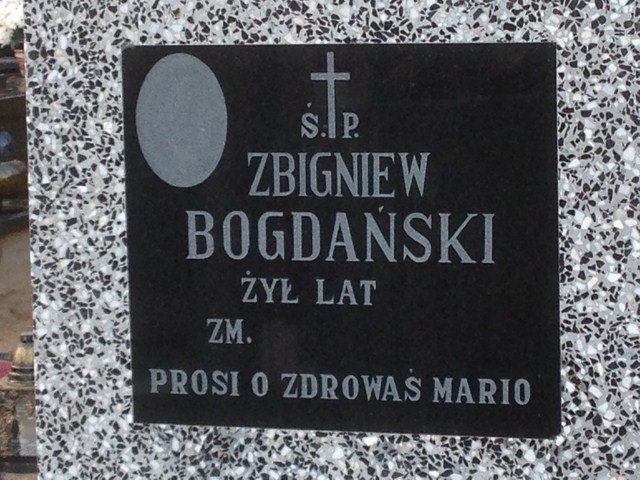 Ś.P.
ZBIGNIEW
BOGDAŃSKI
ŻYŁ LAT
ZM.
PROSI O ZDROWAŚ MARIO